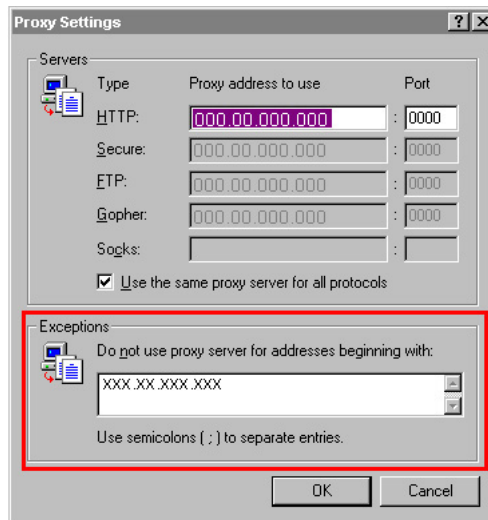 Proxy Settings
Servers
Type Proxy address to use Port
HTTP: 000.00.000.000 : 0000
Secure: 000.00.000.000 : 0000
FTP: 000.00.000.000 : 0000
Gopher: 000.00.000.000 : 0000
Socks: :
Use the same proxy server for all protocols
Exceptions
Do not use proxy server for addresses beginning with:
XXX.XX.XXX.XXX
Use semicolons ( ; ) to separate entries.
OK Cancel